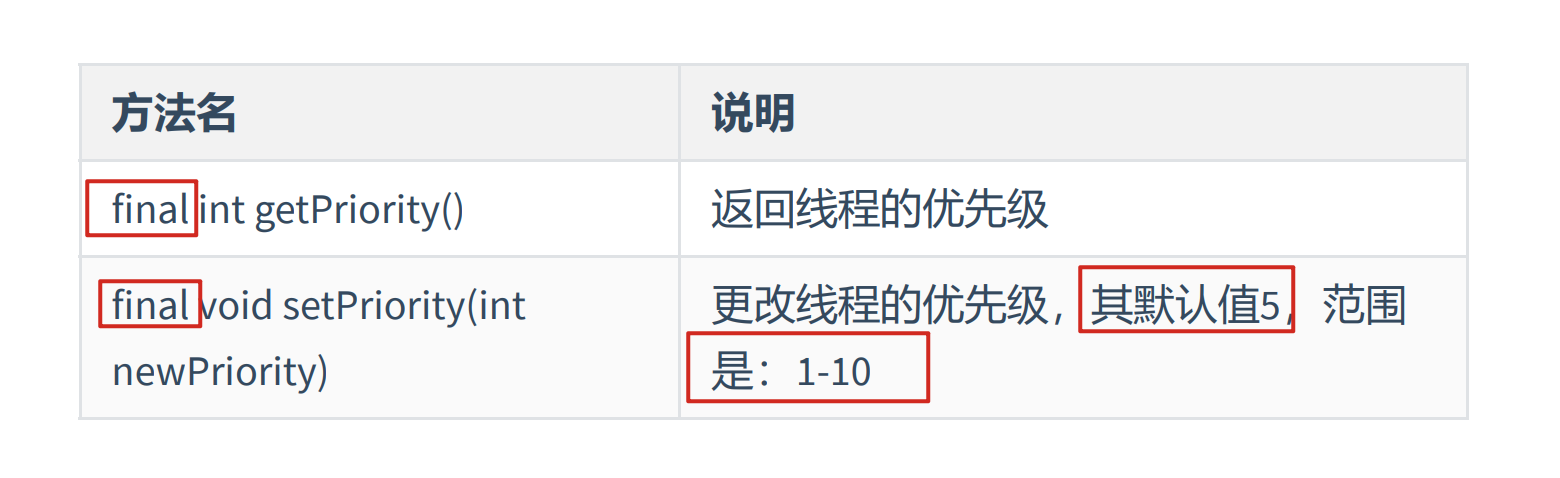 方法名 说明
final int getPriority() 返回线程的优先级
final void setPriority(int 更改线程的优先级，其默认值5，范围
newPriority) 是：1-10